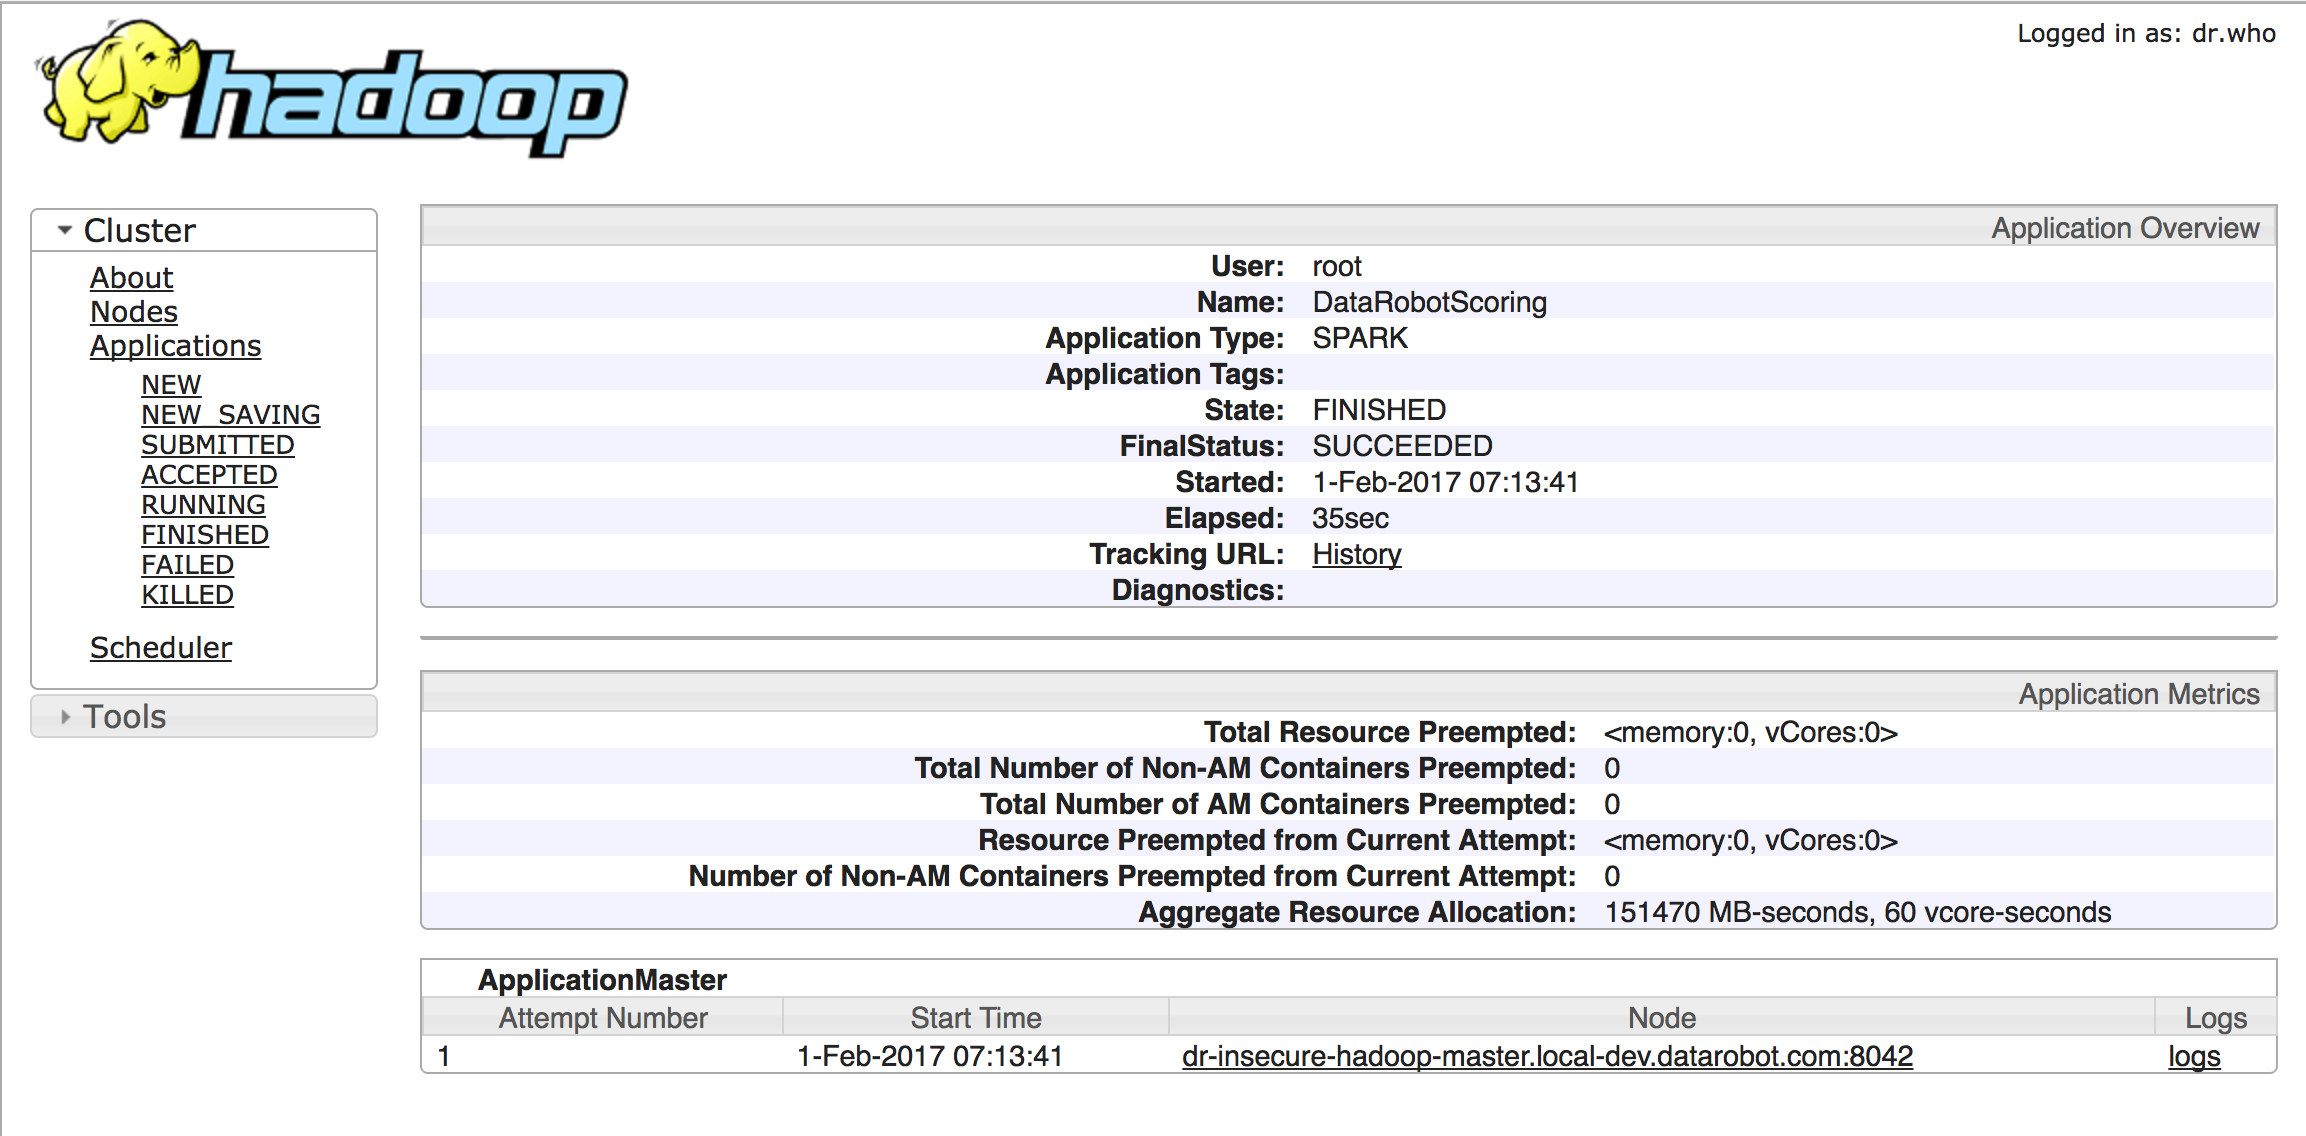 hadoop
Logged in as: dr.who
Cluster
About
Nodes
Applications
NEW
NEW_SAVING
SUBMITTED
ACCEPTED
RUNNING
FINISHED
FAILED
KILLED
Scheduler
Tools
Application Overview
User: root
Name: DataRobotScoring
Application Type: SPARK
Application Tags:
State: FINISHED
FinalStatus: SUCCEEDED
Started: 1-Feb-2017 07:13:41
Elapsed: 35sec
Tracking URL: History
Diagnostics:
Application Metrics
Total Resource Preempted: <memory:0, vCores:0>
Total Number of Non-AM Containers Preempted: 0
Total Number of AM Containers Preempted: 0
Resource Preempted from Current Attempt: <memory:0, vCores:0>
Number of Non-AM Containers Preempted from Current Attempt: 0
Aggregate Resource Allocation: 151470 MB-seconds, 60 vcore-seconds
ApplicationMaster
Attempt Number Start Time Node Logs
1 1-Feb-2017 07:13:41 dr-insecure-hadoop-master.local-dev.datarobot.com:8042 logs